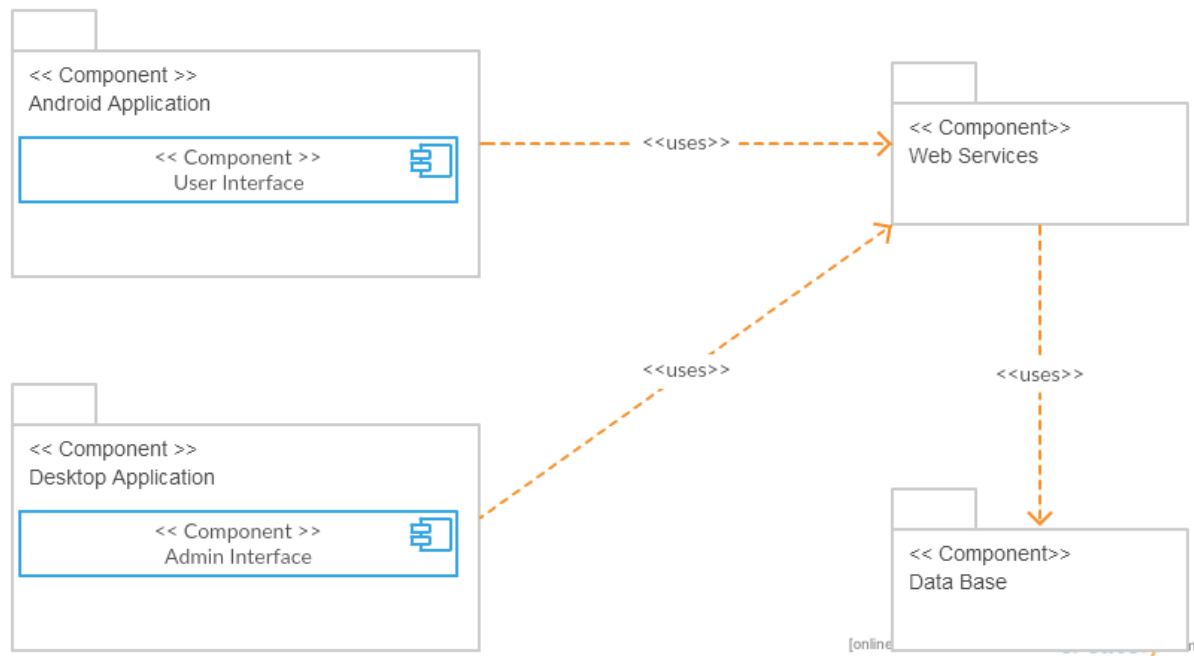 << Component >>
Android Application
<< Component >>
User Interface
<<uses>>
<< Component>>
Web Services
<<uses>>
<<uses>>
<< Component >>
Desktop Application
<< Component >>
Admin Interface
<< Component>>
Data Base
[online